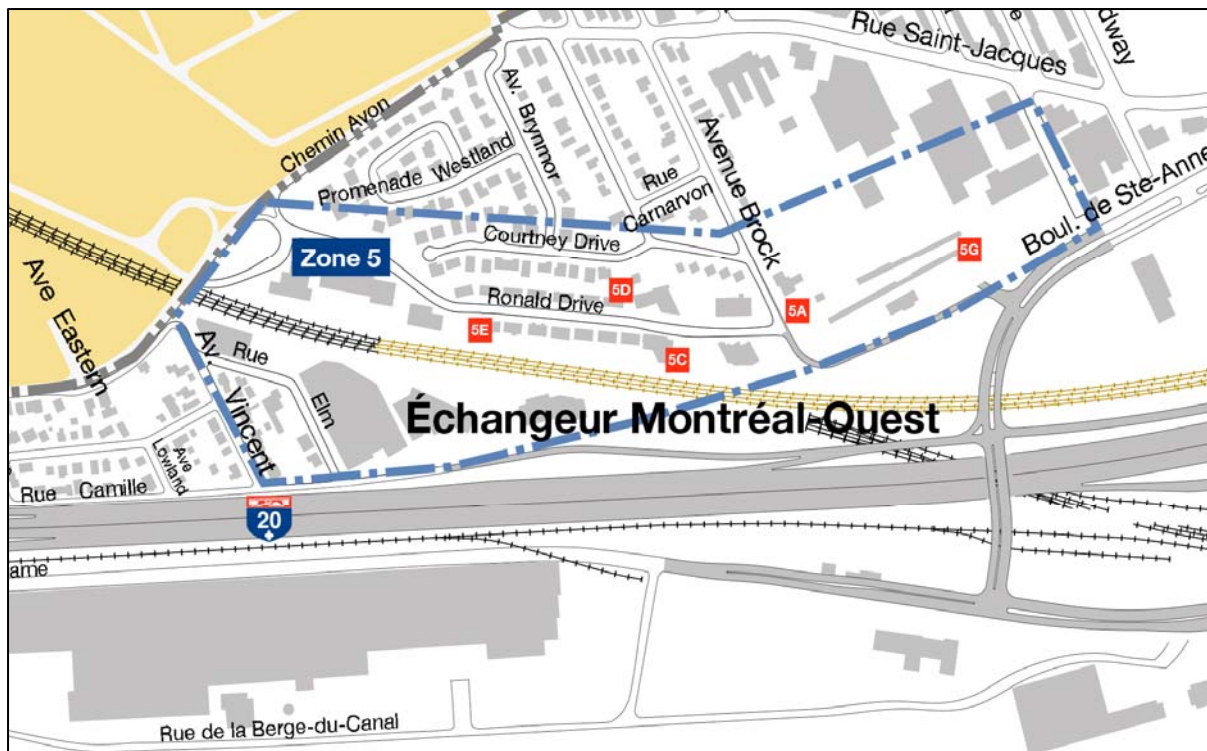 Rue Saint-Jacques
dway
Chemin Avon
Av. Brynmor
Promenade Westland
Avenue Brock
Rue
Carnarvon
Boul. de Ste-Anne
Courtney Drive
Zone 5
5G
5D
Ronald Drive
5A
5E
5C
Ave Eastern
Av. Vincent
Rue
Elm
Échangeur Montréal-Ouest
Ave
Lowland
Rue Camille
20
ame
Rue de la Berge-du-Canal